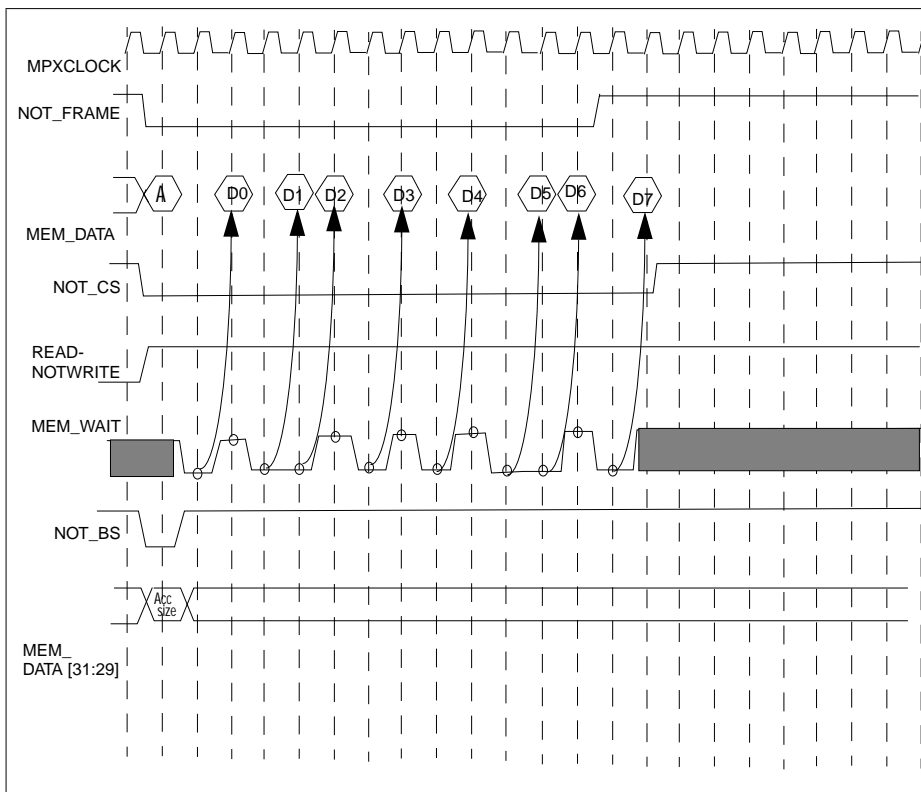 MPXCLOCK
NOT_FRAME
A
D0
D1
D2
D3
D4
D5
D6
D7
MEM_DATA
NOT_CS
READ-
NOTWRITE
MEM_WAIT
NOT_BS
Acc
size
MEM_
DATA [31:29]